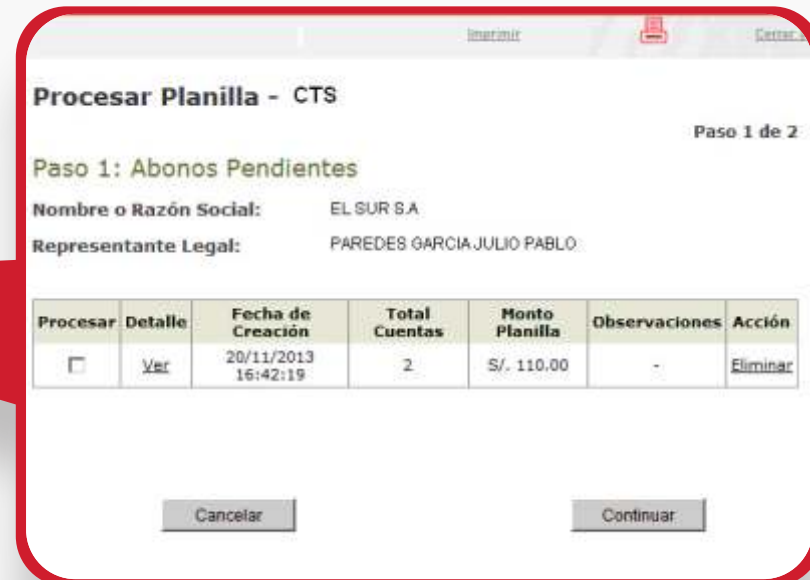 Imprimir Cerrar
Procesar Planilla - CTS
Paso 1 de 2
Paso 1: Abonos Pendientes
Nombre o Razón Social: EL SUR S.A
Representante Legal: PAREDES GARCIA JULIO PABLO
Procesar Detalle Fecha de Creación Total Cuentas Monto Planilla Observaciones Acción
Ver 20/11/2013 16:42:19 2 S/. 110.00 - Eliminar
Cancelar Continuar